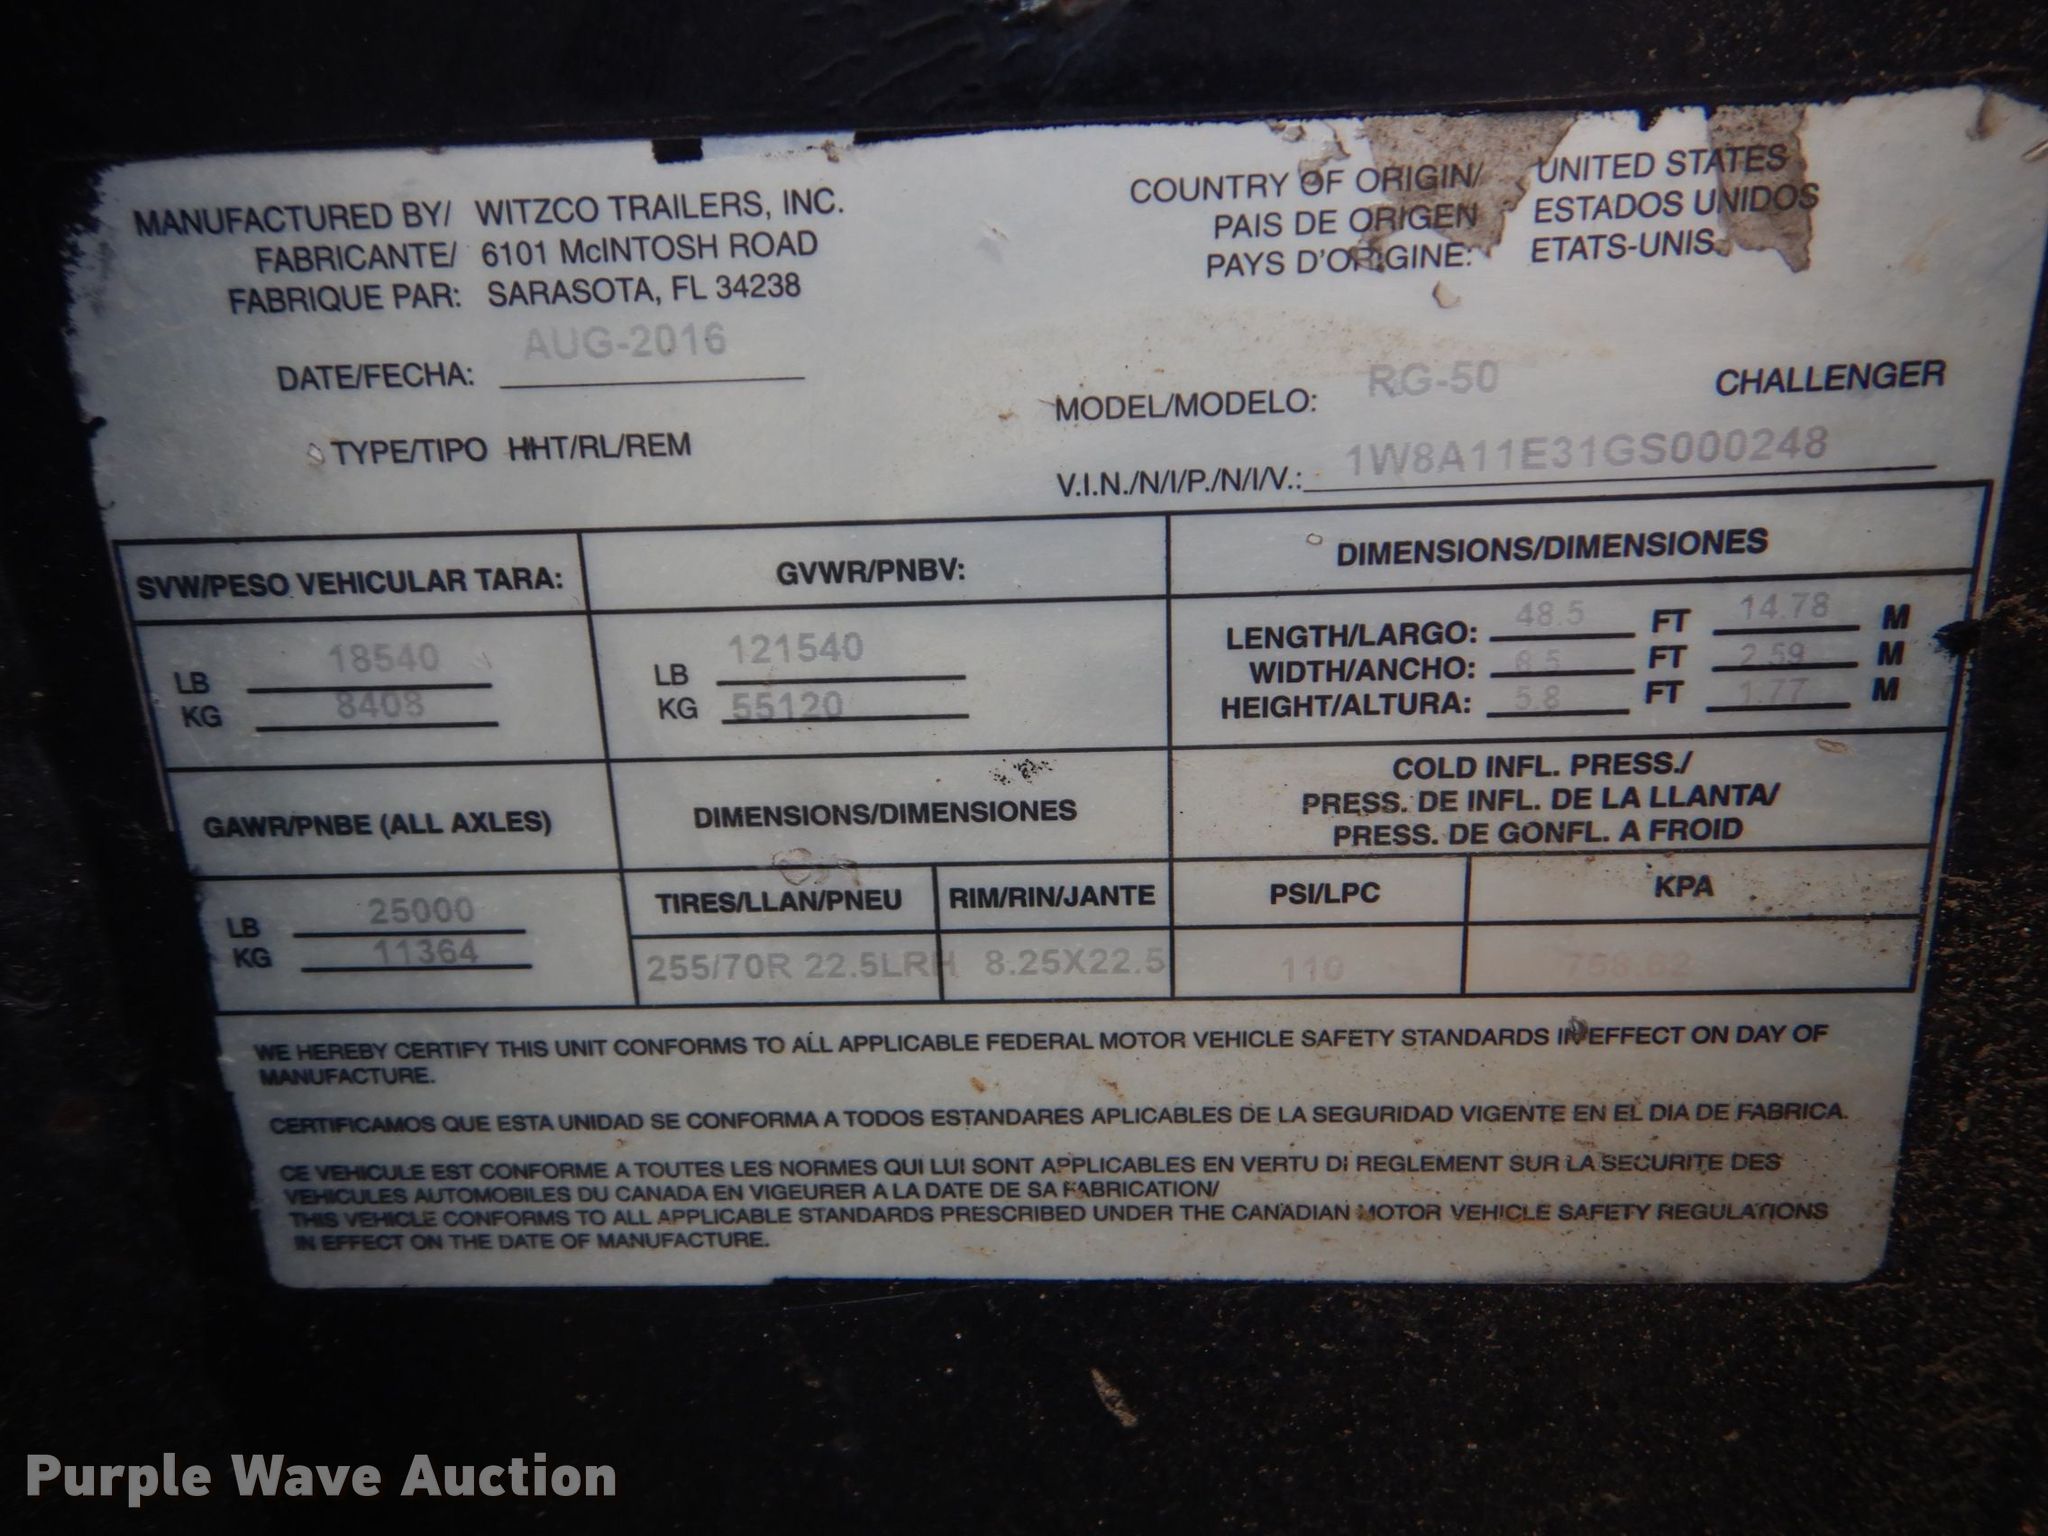 MANUFACTURED BY/ WITZCO TRAILERS, INC.
FABRICANTE/ 6101 McINTOSH ROAD
FABRIQUE PAR: SARASOTA, FL 34238
COUNTRY OF ORIGIN/ UNITED STATES
PAIS DE ORIGEN ESTADOS UNIDOS
PAYS D'ORIGINE: ETATS-UNIS.
DATE/FECHA: AUG-2016
MODEL/MODELO: RG-50 CHALLENGER
TYPE/TIPO HHT/RL/REM
V.I.N./N/I/P./N/I/V.: 1W8A11E31GS000248
SVW/PESO VEHICULAR TARA:
LB 18540
KG 8408
GVWR/PNBV:
LB 121540
KG 55120
DIMENSIONS/DIMENSIONES
LENGTH/LARGO: 48.5 FT 14.78 M
WIDTH/ANCHO: 8.5 FT 2.59 M
HEIGHT/ALTURA: 5.8 FT 1.77 M
GAWR/PNBE (ALL AXLES)
LB 25000
KG 11364
DIMENSIONS/DIMENSIONES
TIRES/LLAN/PNEU RIM/RIN/JANTE
255/70R 22.5LRH 8.25X22.5
COLD INFL. PRESS./
PRESS. DE INFL. DE LA LLANTA/
PRESS. DE GONFL. A FROID
PSI/LPC KPA
110 758.62
WE HEREBY CERTIFY THIS UNIT CONFORMS TO ALL APPLICABLE FEDERAL MOTOR VEHICLE SAFETY STANDARDS IN EFFECT ON DAY OF
MANUFACTURE.
CERTIFICAMOS QUE ESTA UNIDAD SE CONFORMA A TODOS ESTANDARES APLICABLES DE LA SEGURIDAD VIGENTE EN EL DIA DE FABRICA.
CE VEHICULE EST CONFORME A TOUTES LES NORMES QUI LUI SONT APPLICABLES EN VERTU DI REGLEMENT SUR LA SECURITE DES
VEHICULES AUTOMOBILES DU CANADA EN VIGEURER A LA DATE DE SA FABRICATION/
THIS VEHICLE CONFORMS TO ALL APPLICABLE STANDARDS PRESCRIBED UNDER THE CANADIAN MOTOR VEHICLE SAFETY REGULATIONS
IN EFFECT ON THE DATE OF MANUFACTURE.
Purple Wave Auction